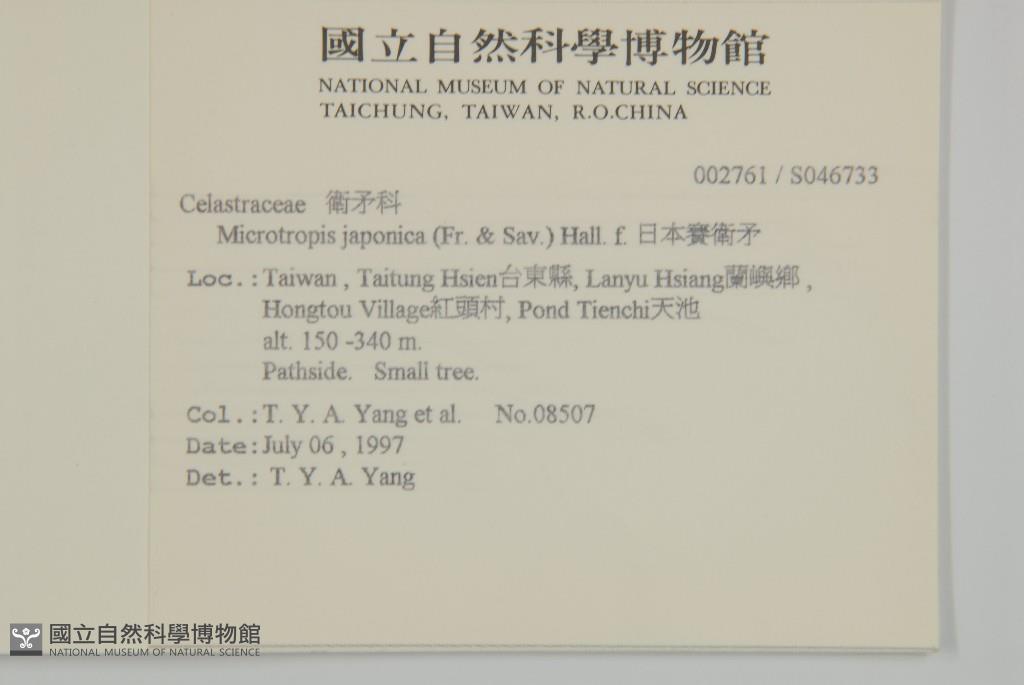 國立自然科學博物館
NATIONAL MUSEUM OF NATURAL SCIENCE
TAICHUNG, TAIWAN, R.O.CHINA
002761 / S046733
Celastraceae 衛矛科
Microtropis japonica (Fr. & Sav.) Hall. f. 日本賽衛矛
Loc.:Taiwan , Taitung Hsien台東縣, Lanyu Hsiang蘭嶼鄉 ,
Hongtou Village紅頭村, Pond Tienchi天池
alt. 150 -340 m.
Pathside. Small tree.
Col.:T. Y. A. Yang et al. No.08507
Date:July 06 , 1997
Det.: T. Y. A. Yang
國立自然科學博物館
NATIONAL MUSEUM OF NATURAL SCIENCE